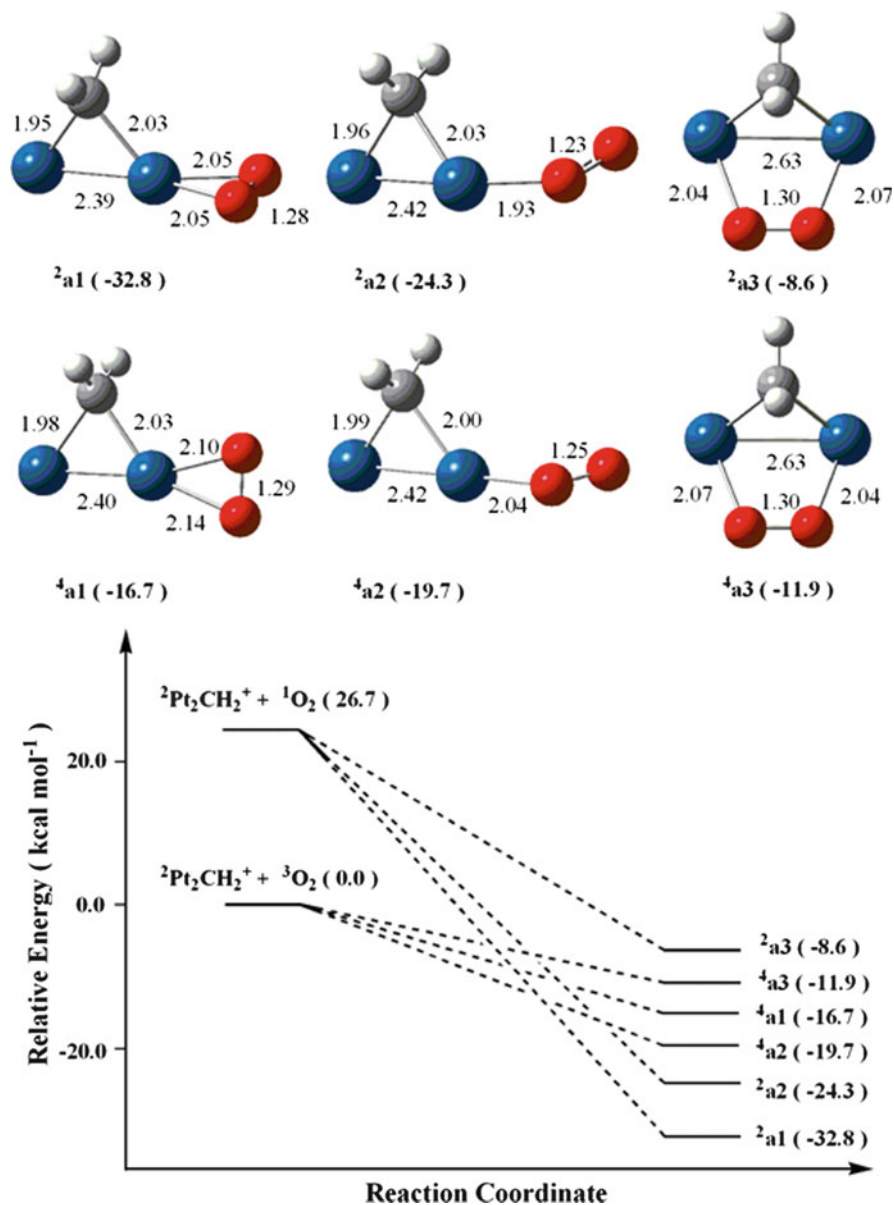 1.95
2.03
2.05
2.39
2.05
1.28
²a1 ( -32.8)
1.96
2.03
1.23
2.42
1.93
²a2 ( -24.3)
2.63
2.04
1.30
2.07
²a3 ( -8.6 )
1.98
2.03
2.10
1.29
2.40
2.14
⁴a1 ( -16.7 )
1.99
2.00
1.25
2.42
2.04
⁴a2 ( -19.7 )
2.63
2.07
1.30
2.04
⁴a3 ( -11.9 )
Relative Energy ( kcal mol⁻¹ )
20.0
0.0
-20.0
²Pt₂CH₂⁺ + ¹O₂ ( 26.7 )
²Pt₂CH₂⁺ + ³O₂ ( 0.0 )
²a3 ( -8.6 )
⁴a3 ( -11.9 )
⁴a1 ( -16.7 )
⁴a2 ( -19.7 )
²a2 ( -24.3 )
²a1 ( -32.8 )
Reaction Coordinate